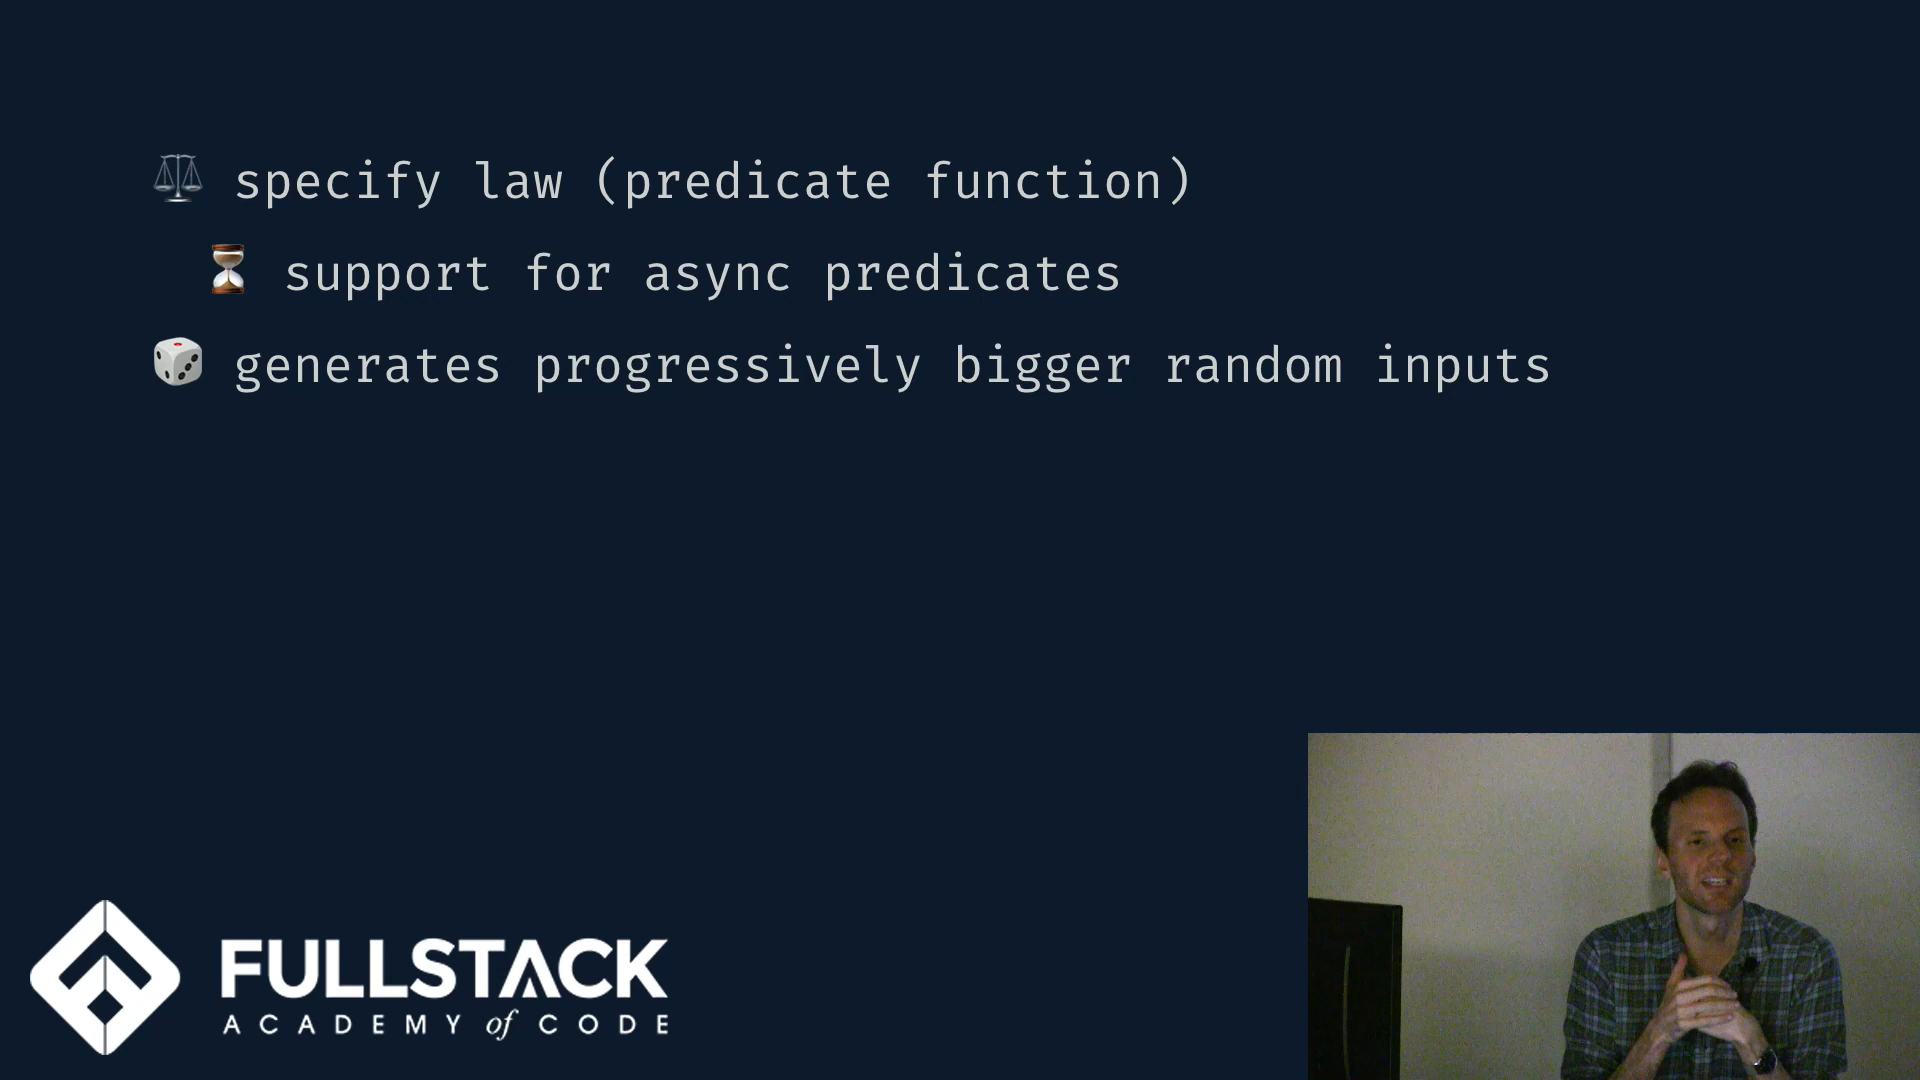 ⚖️ specify law (predicate function)
⏳ support for async predicates
🎲 generates progressively bigger random inputs
FULLSTACK
ACADEMY of CODE